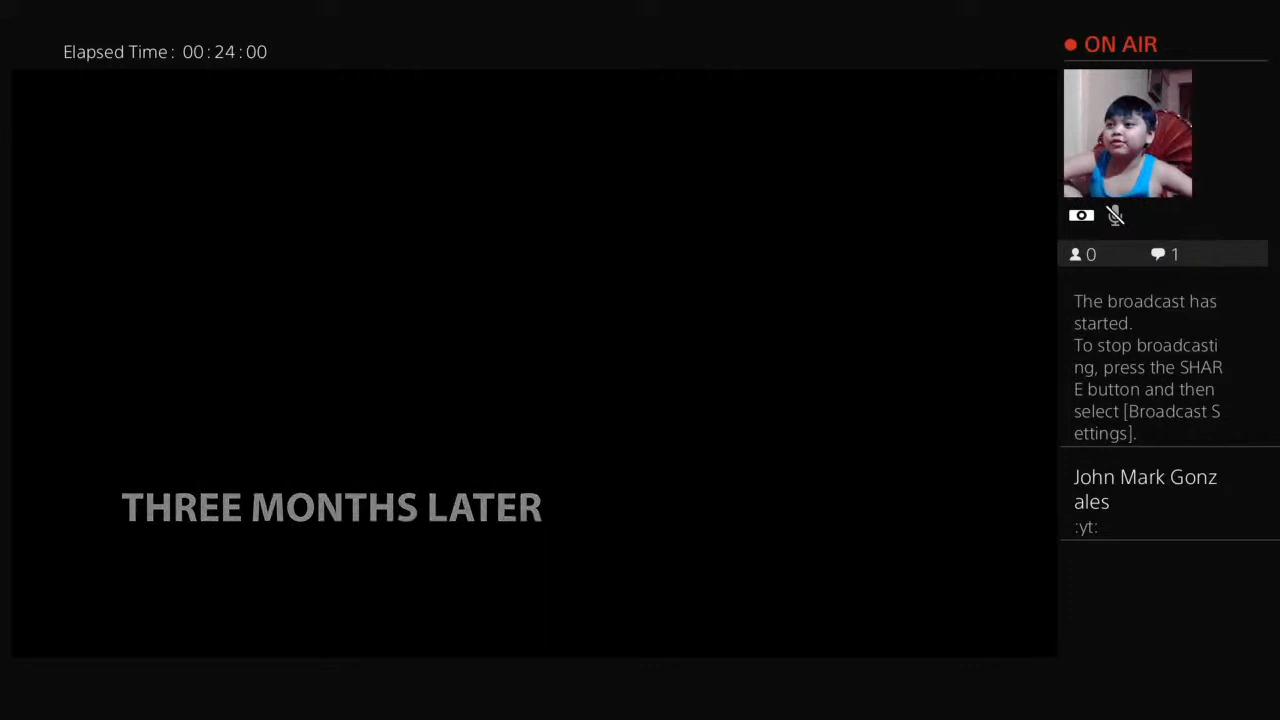 Elapsed Time: 00:24:00
ON AIR
0 1
The broadcast has
started.
To stop broadcasti
ng, press the SHAR
E button and then
select [Broadcast S
ettings].
John Mark Gonz
ales
:yt:
THREE MONTHS LATER